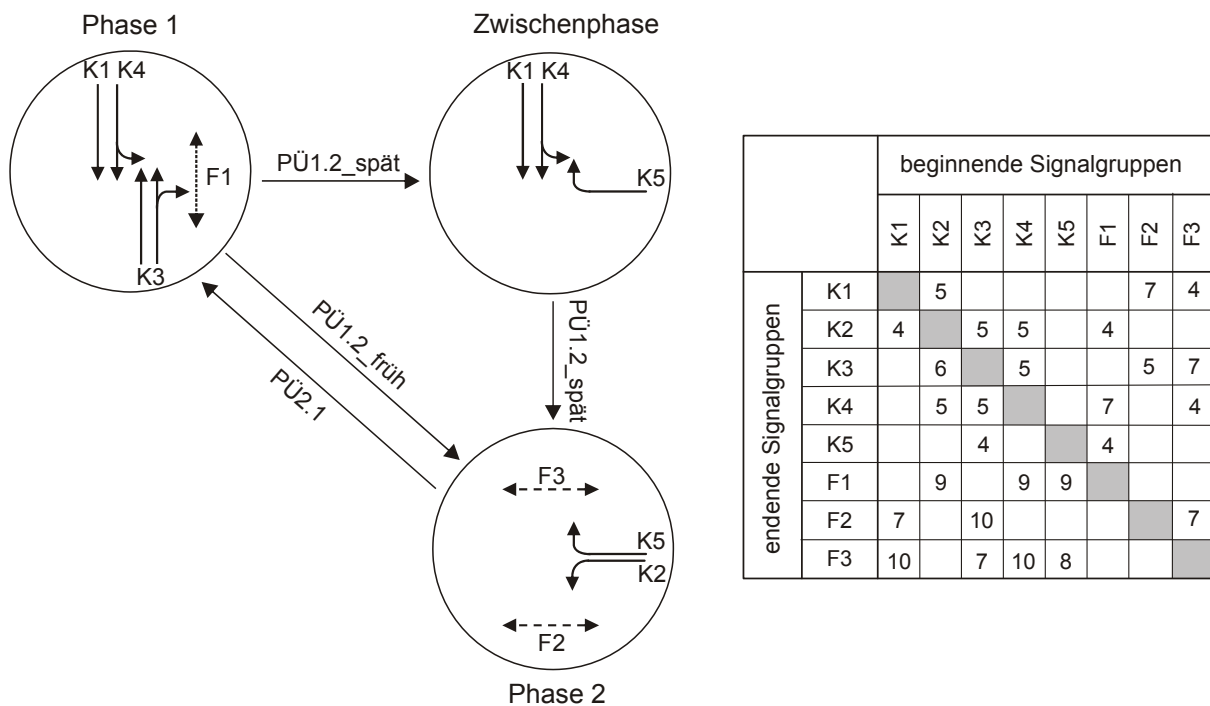 Phase 1
K1 K4
F1
K3
PÜ1.2_spät
Zwischenphase
K1 K4
K5
PÜ1.2_spät
PÜ1.2_früh
PÜ2.1
F3
K5
K2
F2
Phase 2
beginnende Signalgruppen
K1 K2 K3 K4 K5 F1 F2 F3
endende Signalgruppen
K1 5 7 4
K2 4 5 5 4
K3 6 5 5 7
K4 5 5 7 4
K5 4 4
F1 9 9 9
F2 7 10 7
F3 10 7 10 8